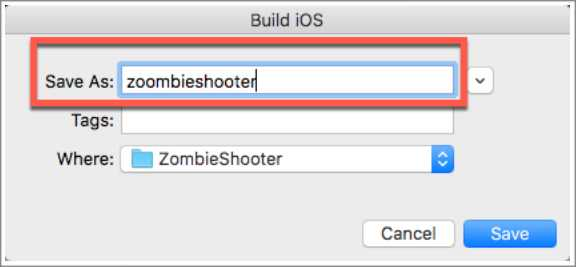 Build iOS
Save As: zoombieshooter
Tags:
Where: ZombieShooter
Cancel Save